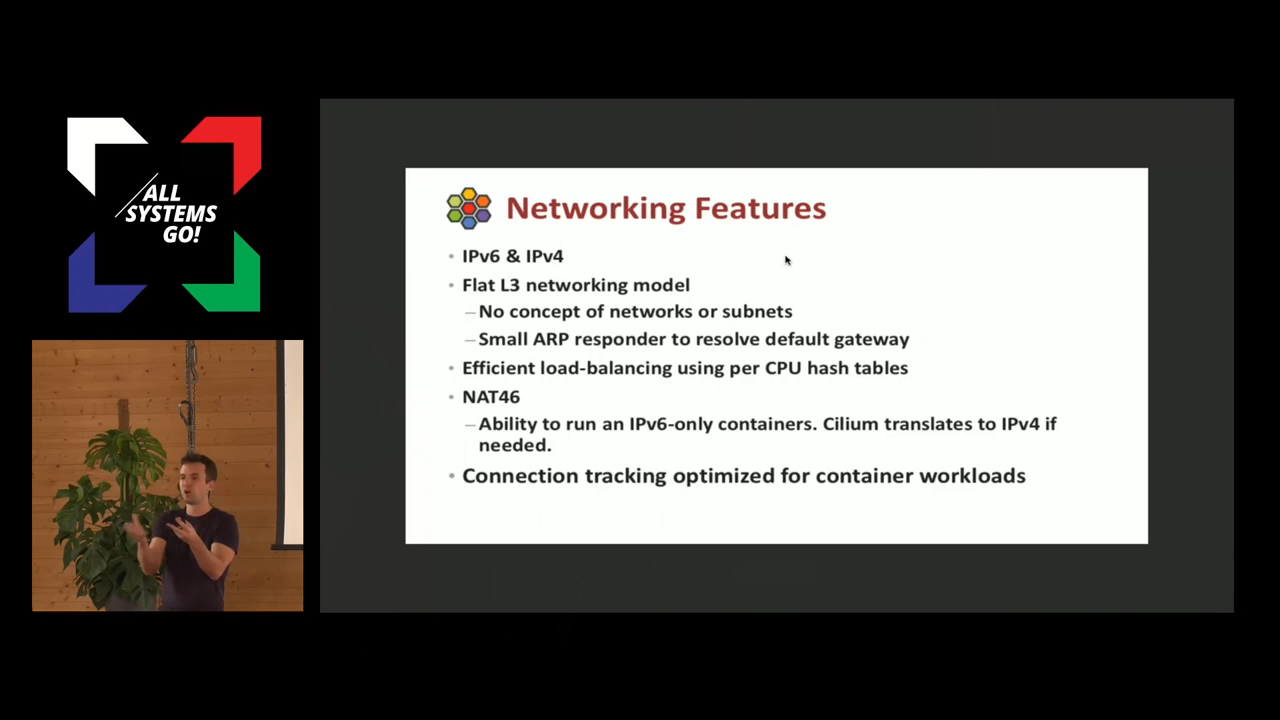 ALL
SYSTEMS
GO!
Networking Features
IPv6 & IPv4
Flat L3 networking model
No concept of networks or subnets
Small ARP responder to resolve default gateway
Efficient load-balancing using per CPU hash tables
NAT46
Ability to run an IPv6-only containers. Cilium translates to IPv4 if
needed.
Connection tracking optimized for container workloads